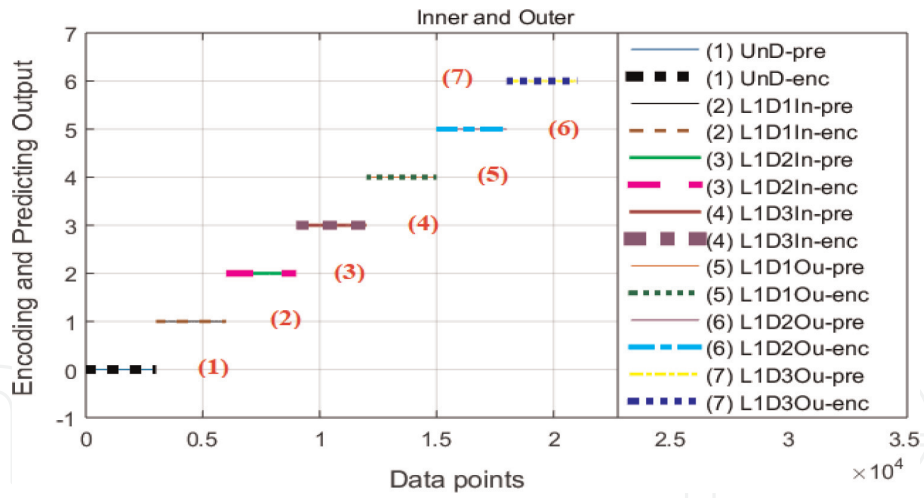 Inner and Outer
Encoding and Predicting Output
7
6
5
4
3
2
1
0
-1
(7)
(6)
(5)
(4)
(3)
(2)
(1)
(1) UnD-pre
(1) UnD-enc
(2) L1D1In-pre
(2) L1D1In-enc
(3) L1D2In-pre
(3) L1D2In-enc
(4) L1D3In-pre
(4) L1D3In-enc
(5) L1D1Ou-pre
(5) L1D1Ou-enc
(6) L1D2Ou-pre
(6) L1D2Ou-enc
(7) L1D3Ou-pre
(7) L1D3Ou-enc
0 0.5 1 1.5 2 2.5 3 3.5
Data points
×10⁴